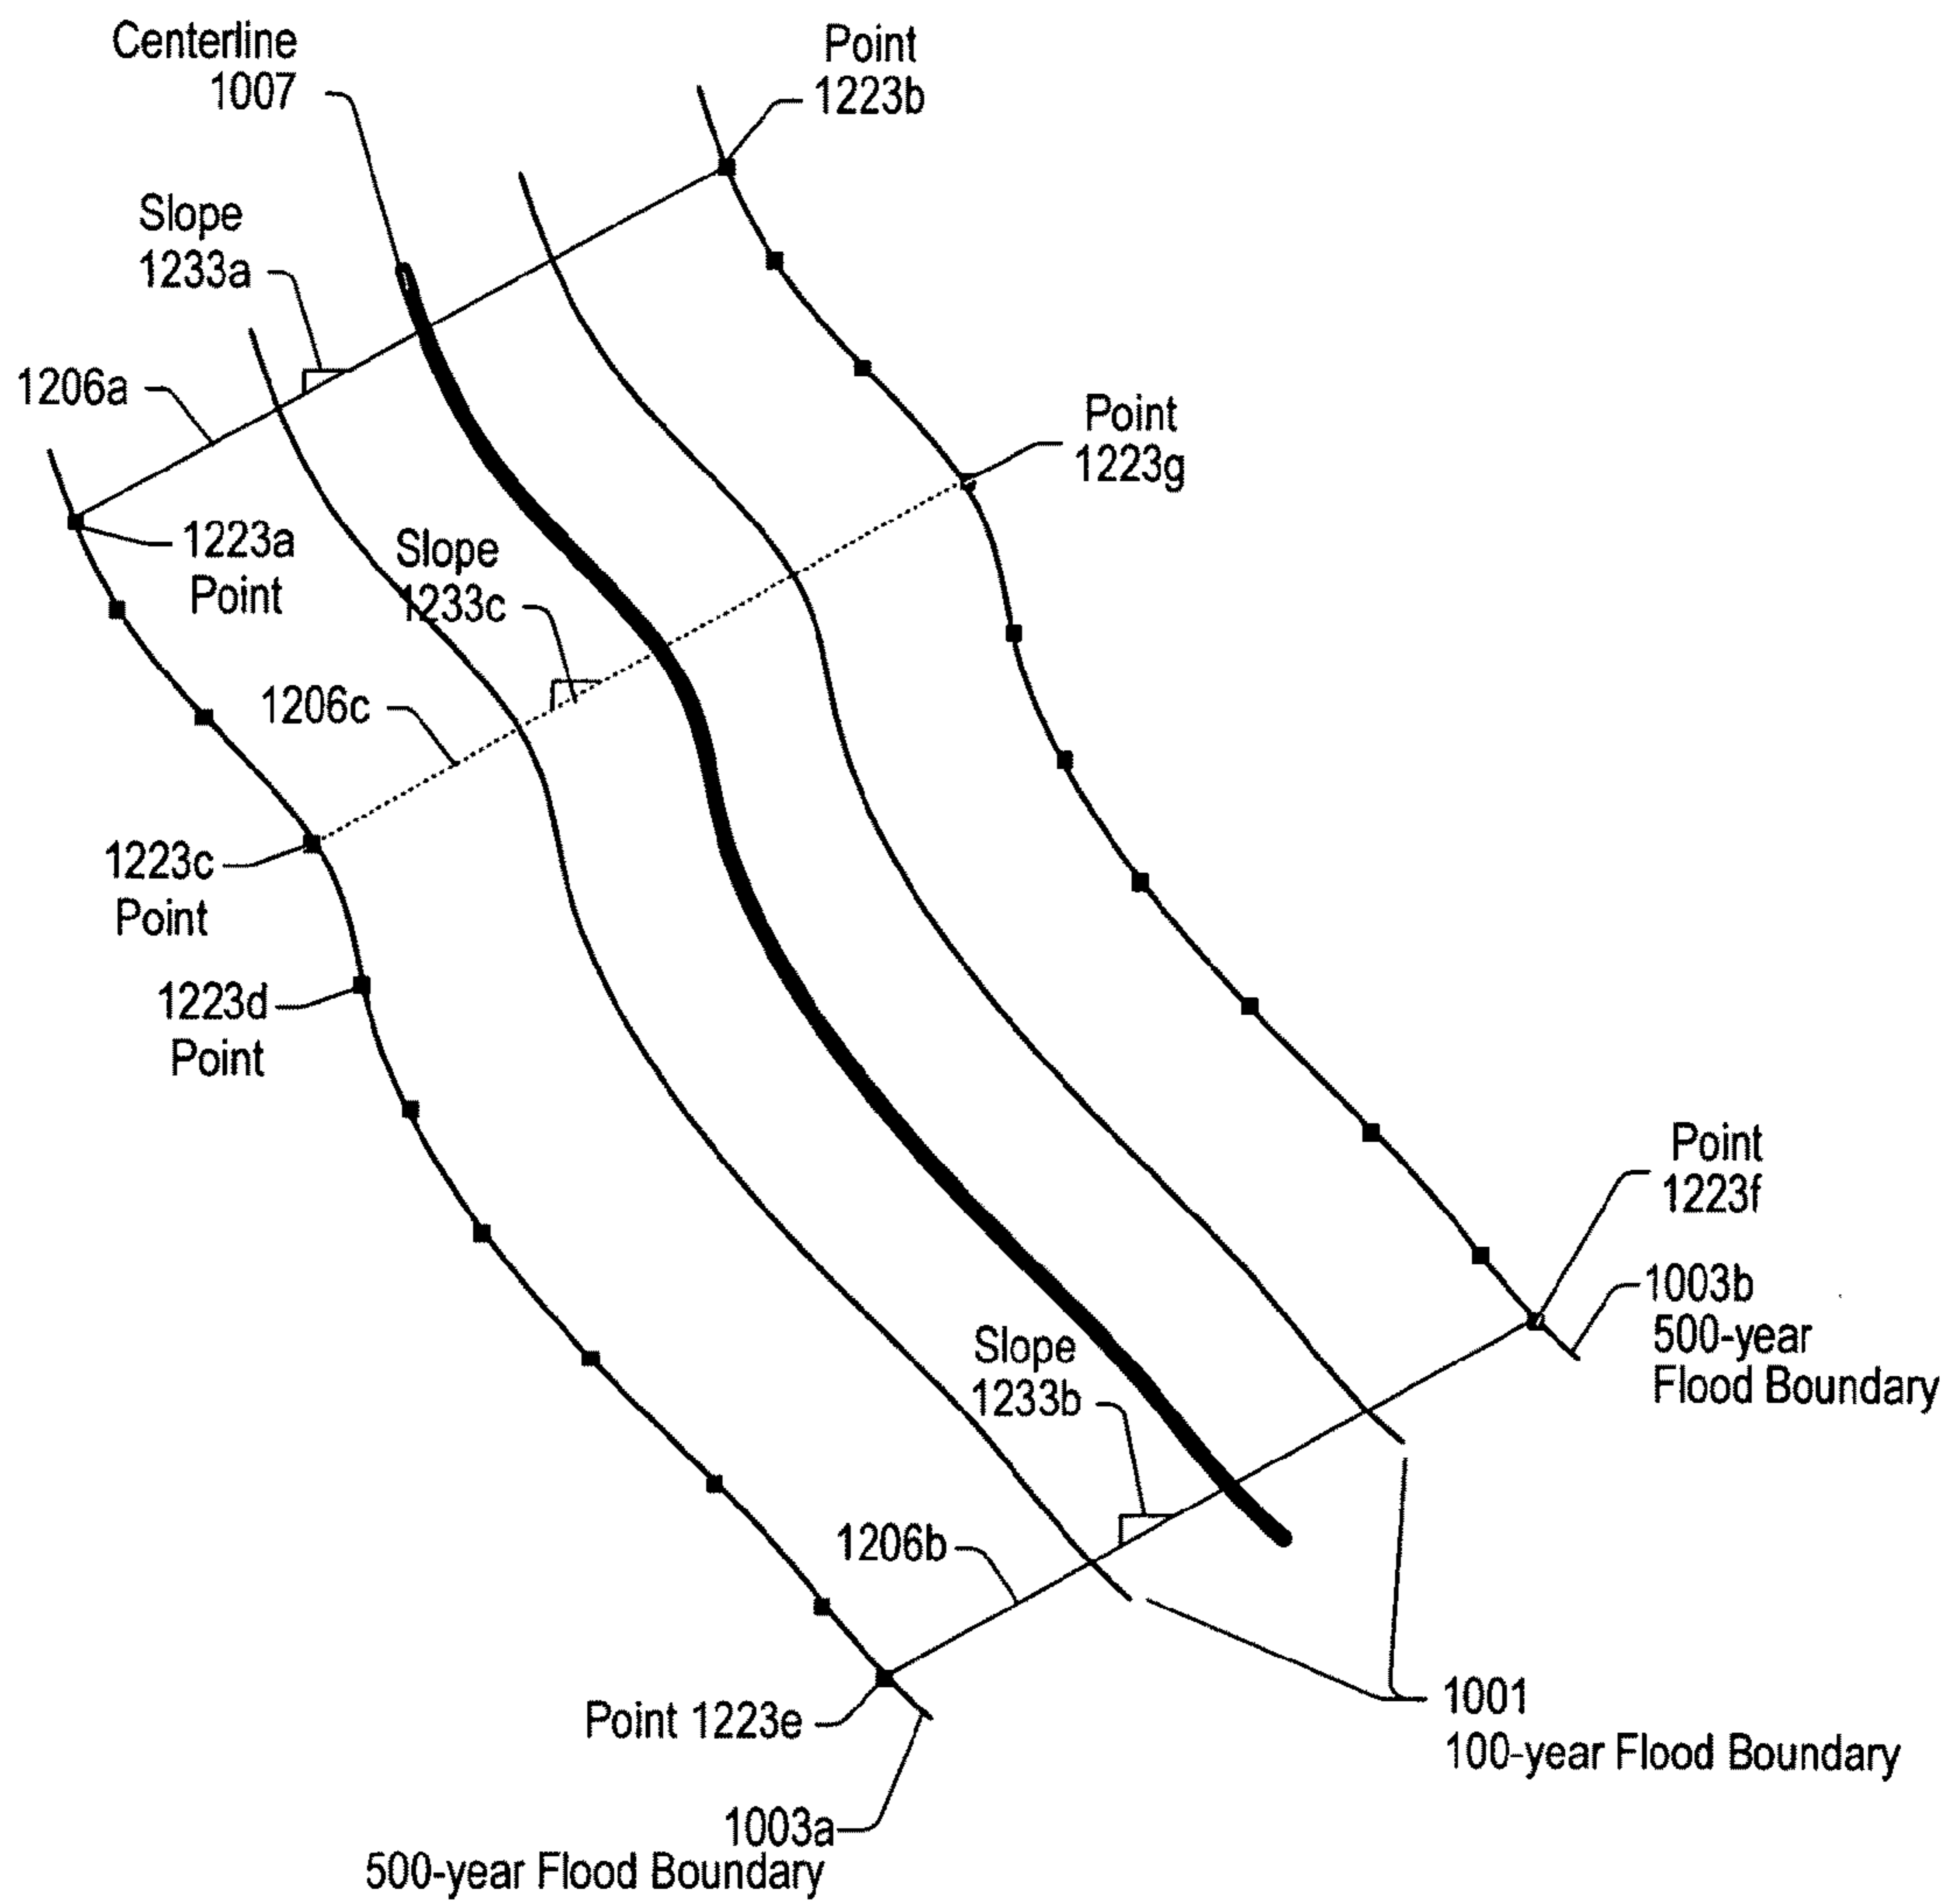 Centerline
1007
Point
1223b
Slope
1233a
1206a
Point
1223g
1223a
Point
Slope
1233c
1206c
1223c
Point
1223d
Point
Point
1223f
1003b
500-year
Flood Boundary
Slope
1233b
1206b
Point 1223e
1001
100-year Flood Boundary
1003a
500-year Flood Boundary